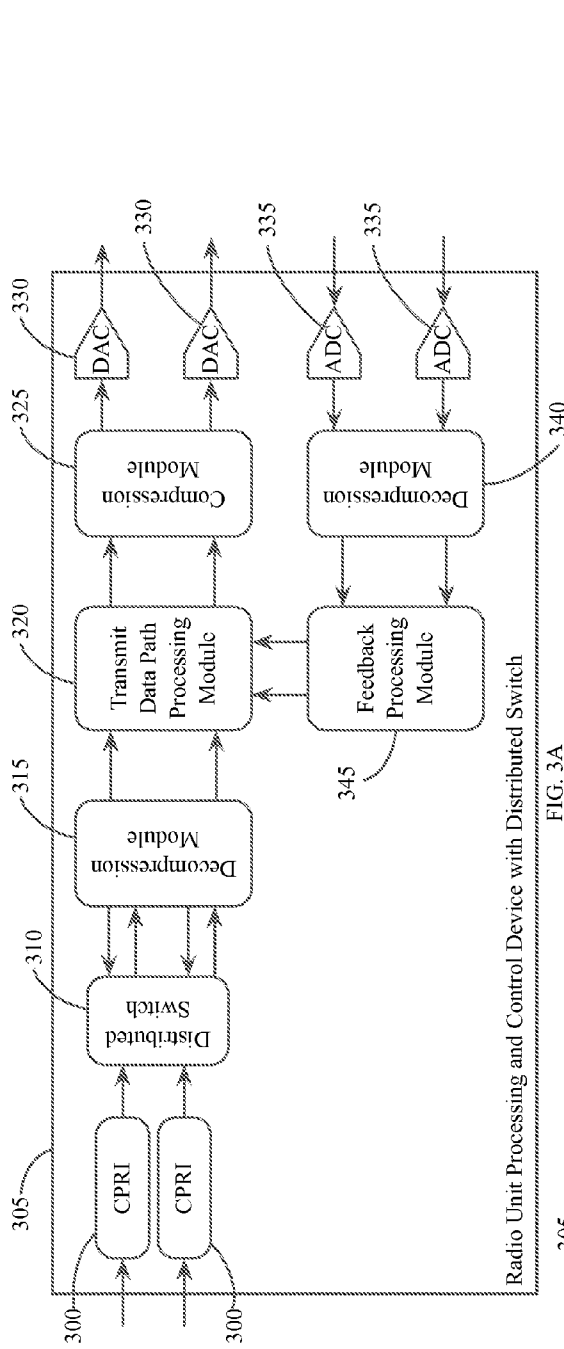 305
300
CPRI
300
CPRI
310
Distributed
Switch
315
Decompression
Module
320
Transmit
Data Path
Processing
Module
325
Compression
Module
330
DAC
330
DAC
335
ADC
335
ADC
340
Decompression
Module
345
Feedback
Processing
Module
Radio Unit Processing and Control Device with Distributed Switch
FIG. 3A
305